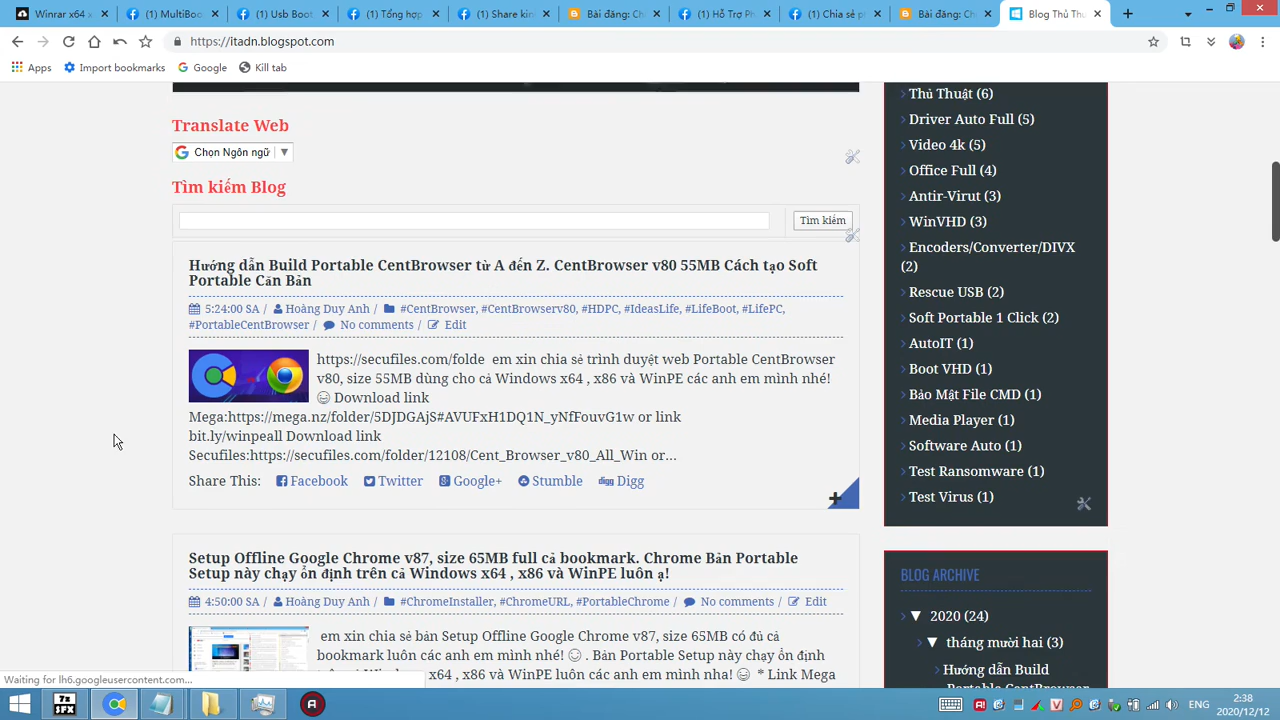 Winrar x64
(1) MultiBoo
(1) Usb Boot
(1) Tổng hợp
(1) Share kin
Bài đăng: Ch
(1) Hỗ Trợ Ph
(1) Chia sẻ p
Bài đăng: Ch
Blog Thủ Thu
https://itadn.blogspot.com
Apps
Import bookmarks
Google
Kill tab
Translate Web
Chọn Ngôn ngữ
Tìm kiếm Blog
Tìm kiếm
Hướng dẫn Build Portable CentBrowser từ A đến Z. CentBrowser v80 55MB Cách tạo Soft
Portable Căn Bản
5:24:00 SA / Hoàng Duy Anh / #CentBrowser, #CentBrowserv80, #HDPC, #IdeasLife, #LifeBoot, #LifePC,
#PortableCentBrowser / No comments / Edit
https://secufiles.com/folde em xin chia sẻ trình duyệt web Portable CentBrowser
v80, size 55MB dùng cho cả Windows x64 , x86 và WinPE các anh em mình nhé!
Download link
Mega:https://mega.nz/folder/5DJDGAjS#AVUFxH1DQ1N_yNfFouvG1w or link
bit.ly/winpeall Download link
Secufiles:https://secufiles.com/folder/12108/Cent_Browser_v80_All_Win or...
Share This: Facebook Twitter Google+ Stumble Digg
Setup Offline Google Chrome v87, size 65MB full cả bookmark. Chrome Bản Portable
Setup này chạy ổn định trên cả Windows x64 , x86 và WinPE luôn ạ!
4:50:00 SA / Hoàng Duy Anh / #ChromeInstaller, #ChromeURL, #PortableChrome / No comments / Edit
em xin chia sẻ bản Setup Offline Google Chrome v87, size 65MB có đủ cả
bookmark luôn các anh em mình nhé! . Bản Portable Setup này chạy ổn định
x64 , x86 và WinPE luôn các anh em mình nha! * Link Mega
Thủ Thuật (6)
Driver Auto Full (5)
Video 4k (5)
Office Full (4)
Antir-Virut (3)
WinVHD (3)
Encoders/Converter/DIVX
(2)
Rescue USB (2)
Soft Portable 1 Click (2)
AutoIT (1)
Boot VHD (1)
Bảo Mật File CMD (1)
Media Player (1)
Software Auto (1)
Test Ransomware (1)
Test Virus (1)
BLOG ARCHIVE
2020 (24)
tháng mười hai (3)
Hướng dẫn Build
Portable CentBrowser
Waiting for lh6.googleusercontent.com...
7z
SFX
ENG
2:38
2020/12/12